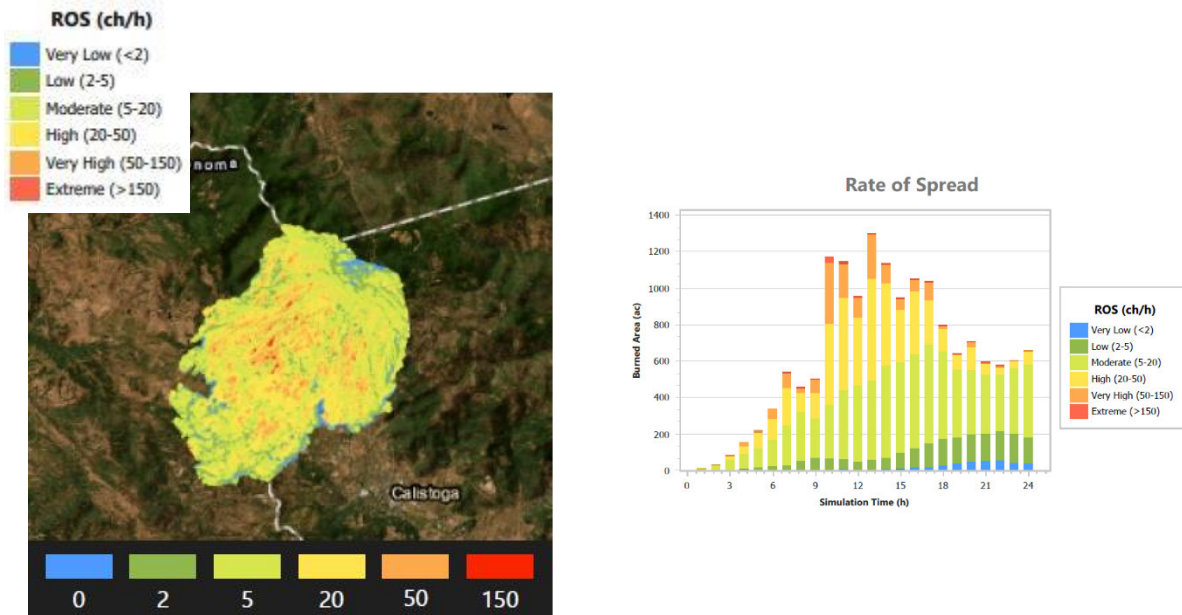 ROS (ch/h)
Very Low (<2)
Low (2-5)
Moderate (5-20)
High (20-50)
Very High (50-150)
Extreme (>150)
noma
Calistoga
0 2 5 20 50 150
Rate of Spread
1400
1200
1000
800
600
400
200
0
Burned Area (ac)
0 3 6 9 12 15 18 21 24
Simulation Time (h)
ROS (ch/h)
Very Low (<2)
Low (2-5)
Moderate (5-20)
High (20-50)
Very High (50-150)
Extreme (>150)